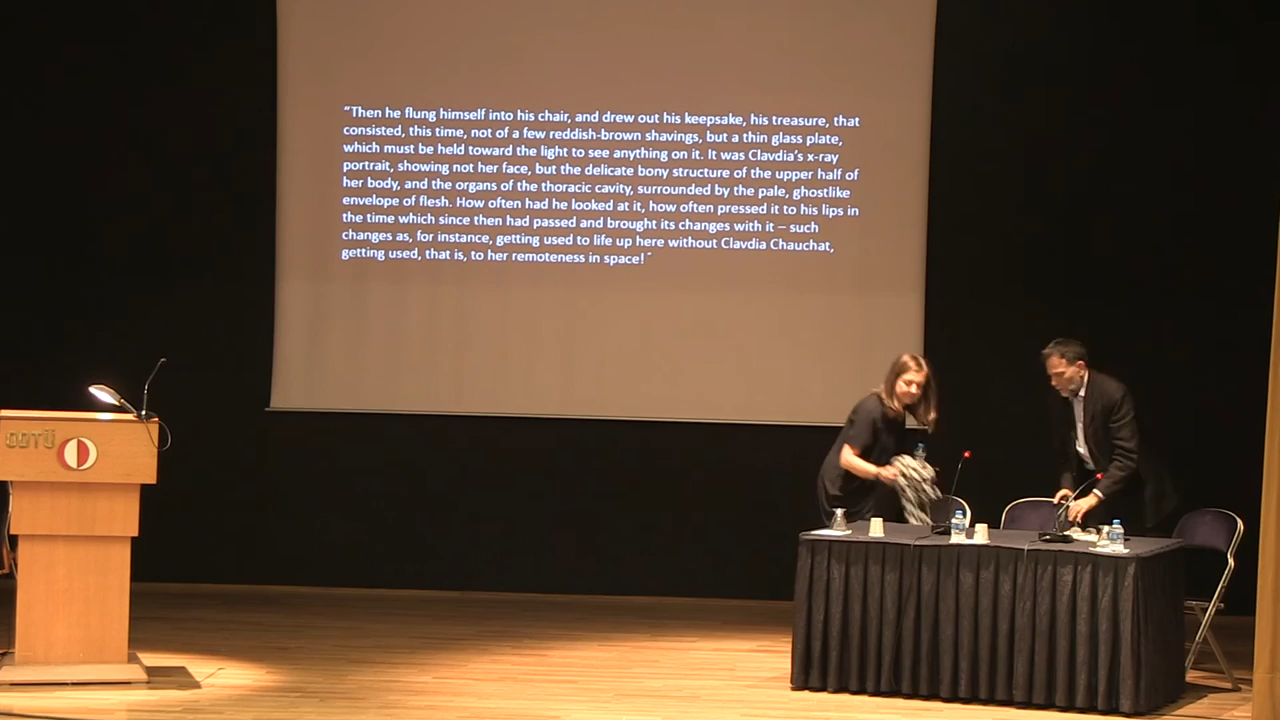 “Then he flung himself into his chair, and drew out his keepsake, his treasure, that
consisted, this time, not of a few reddish-brown shavings, but a thin glass plate,
which must be held toward the light to see anything on it. It was Clavdia’s x-ray
portrait, showing not her face, but the delicate bony structure of the upper half of
her body, and the organs of the thoracic cavity, surrounded by the pale, ghostlike
envelope of flesh. How often had he looked at it, how often pressed it to his lips in
the time which since then had passed and brought its changes with it – such
changes as, for instance, getting used to life up here without Clavdia Chauchat,
getting used, that is, to her remoteness in space!”
ODTÜ